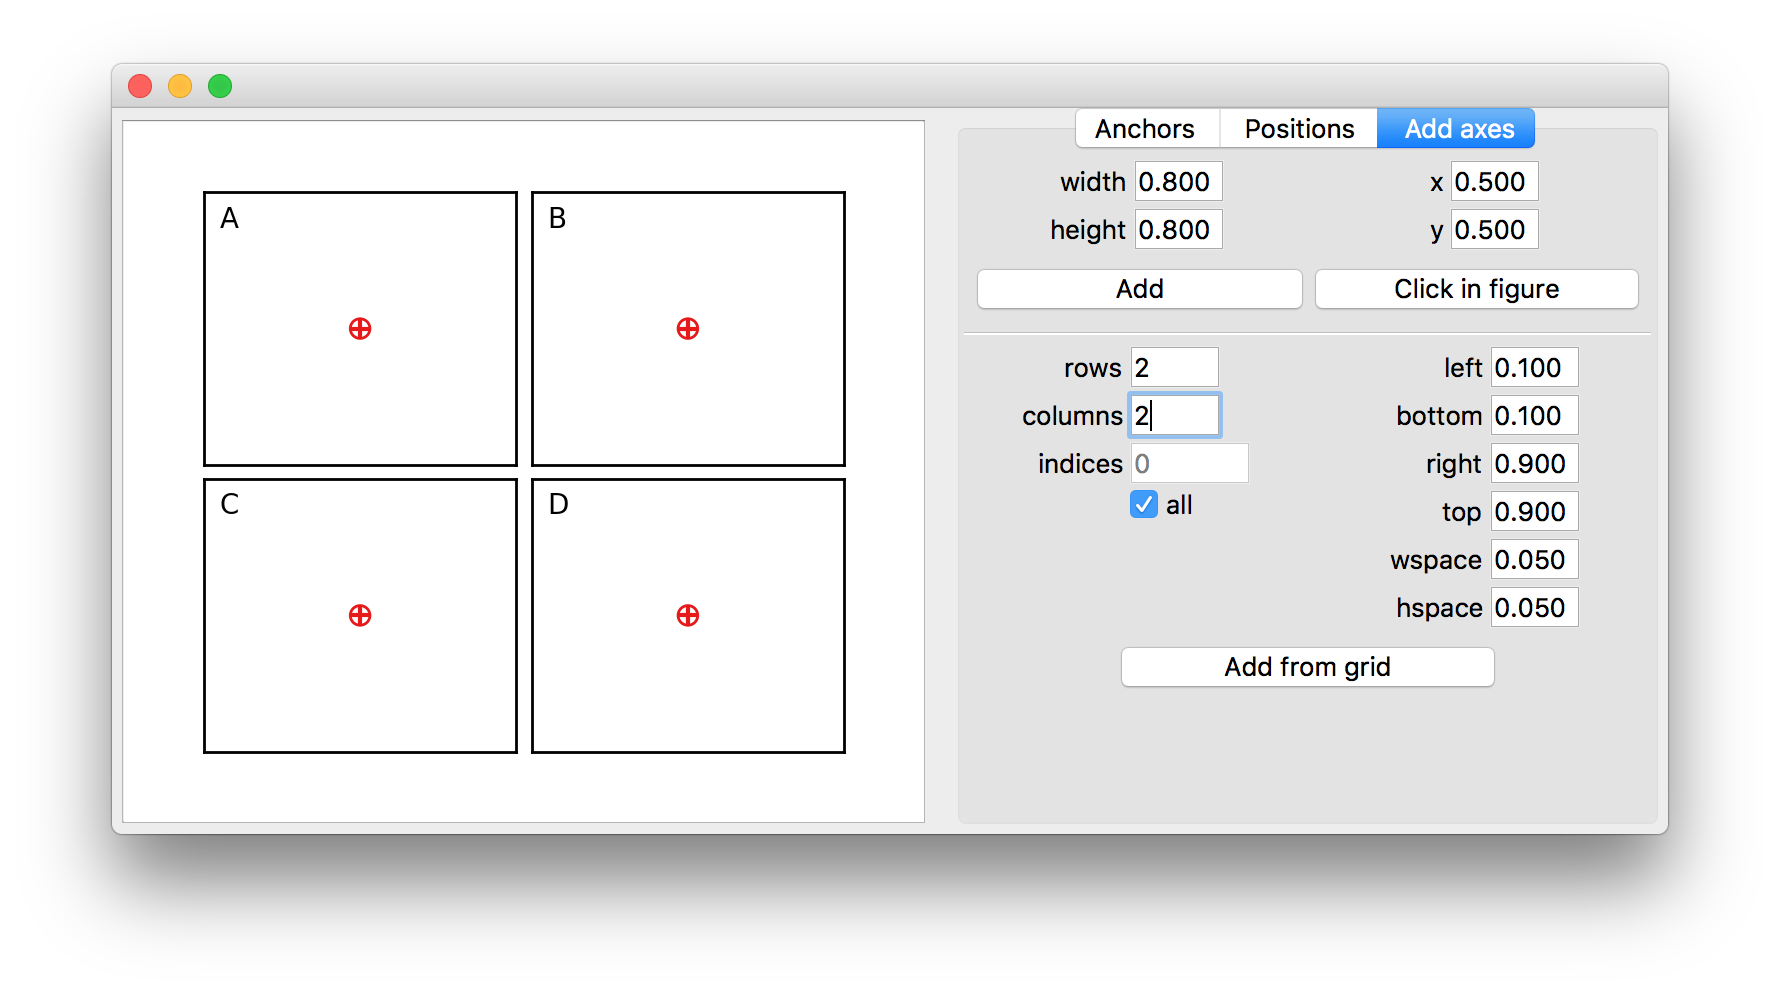 Anchors Positions Add axes
A B
C D
width 0.800 x 0.500
height 0.800 y 0.500
Add Click in figure
rows 2 left 0.100
columns 2 bottom 0.100
indices 0 right 0.900
all top 0.900
wspace 0.050
hspace 0.050
Add from grid